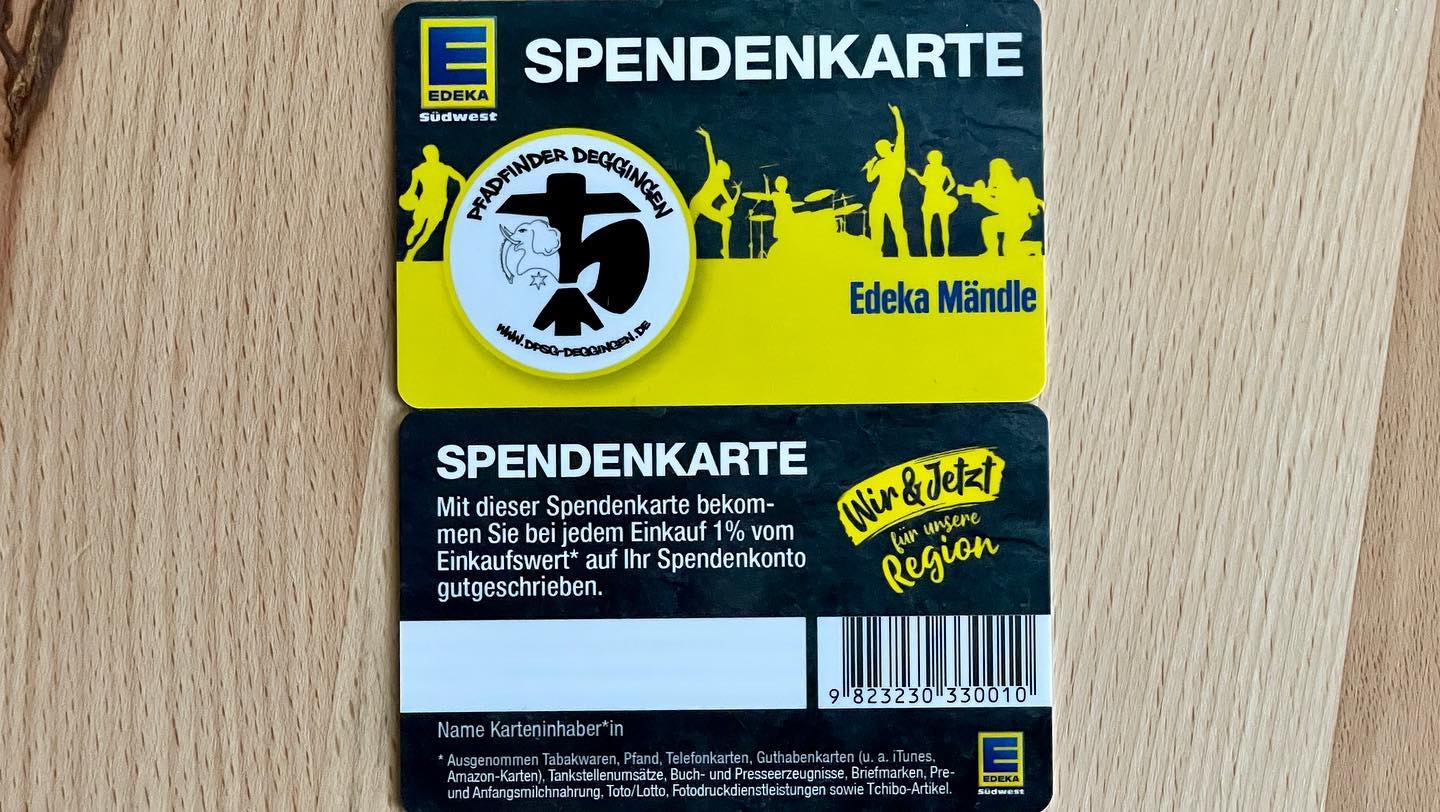 EDEKA
Südwest
SPENDENKARTE
PFADFINDER DEGGINGEN
WWW.DPSG-DEGGINGEN.DE
Edeka Mändle
SPENDENKARTE
Mit dieser Spendenkarte bekom-
men Sie bei jedem Einkauf 1% vom
Einkaufswert* auf Ihr Spendenkonto
gutgeschrieben.
Wir & Jetzt
für unsere
Region
9 823230 330010
Name Karteninhaber*in
* Ausgenommen Tabakwaren, Pfand, Telefonkarten, Guthabenkarten (u. a. iTunes,
Amazon-Karten), Tankstellenumsätze, Buch- und Presseerzeugnisse, Briefmarken, Pre-
und Anfangsmilchnahrung, Toto/Lotto, Fotodruckdienstleistungen sowie Tchibo-Artikel.
EDEKA
Südwest